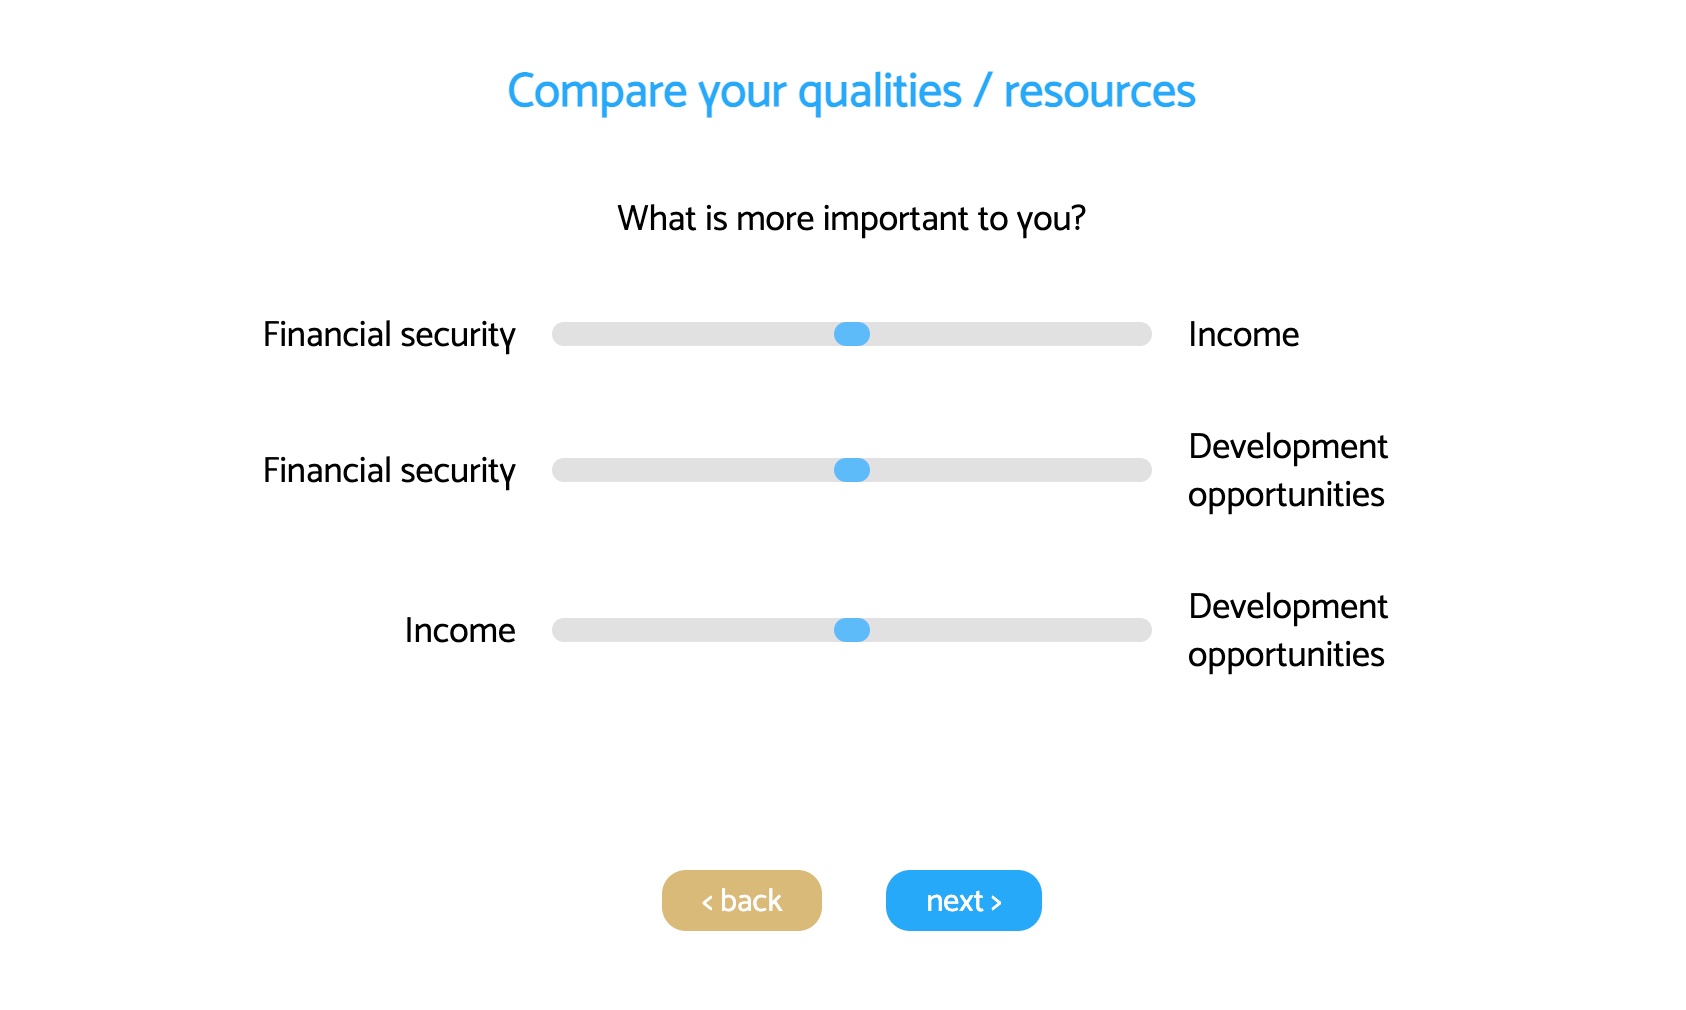 Compare your qualities / resources
What is more important to you?
Financial security
Income
Financial security
Development
opportunities
Income
Development
opportunities
< back
next >